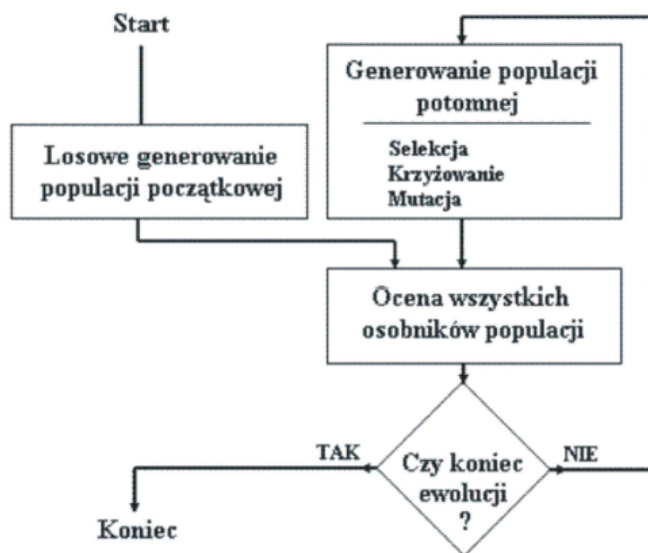 Start
Losowe generowanie
populacji początkowej
Generowanie populacji
potomnej
Selekcja
Krzyżowanie
Mutacja
Ocena wszystkich
osobników populacji
TAK
Czy koniec
ewolucji
?
NIE
Koniec